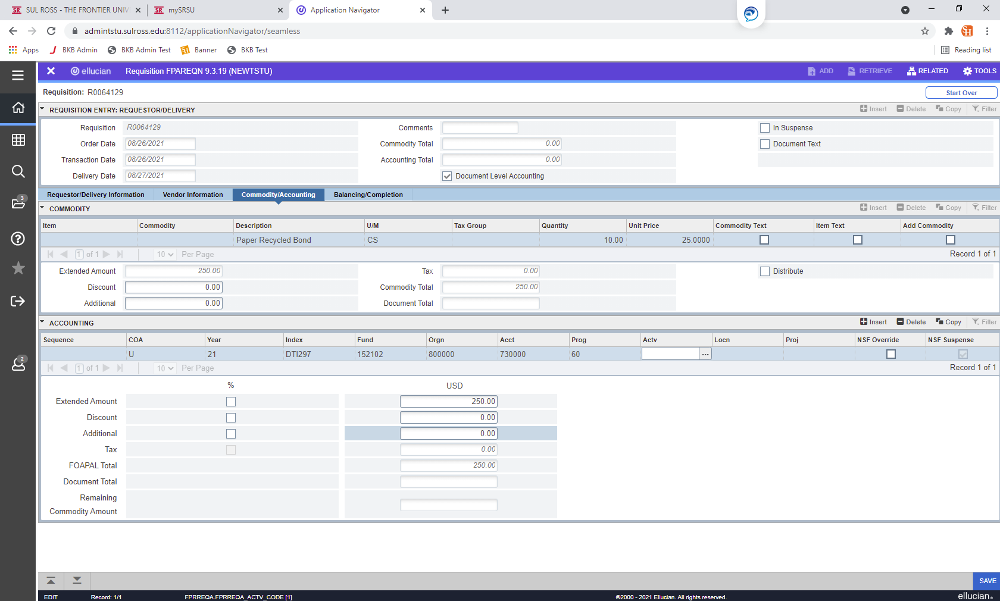 SUL ROSS - THE FRONTIER UNIV
mySRSU
Application Navigator
admintstu.sulross.edu:8112/applicationNavigator/seamless
Apps BKB Admin BKB Admin Test Banner BKB Test Reading list
ellucian Requisition FPAREQN 9.3.19 (NEWTSTU) ADD RETRIEVE RELATED TOOLS
Requisition: R0064129 Start Over
REQUISITION ENTRY: REQUESTOR/DELIVERY Insert Delete Copy Filter
Requisition R0064129 Comments In Suspense
Order Date 08/26/2021 Commodity Total 0.00 Document Text
Transaction Date 08/26/2021 Accounting Total 0.00
Delivery Date 08/27/2021 Document Level Accounting
Requestor/Delivery Information Vendor Information Commodity/Accounting Balancing/Completion
COMMODITY Insert Delete Copy Filter
Item Commodity Description U/M Tax Group Quantity Unit Price Commodity Text Item Text Add Commodity
Paper Recycled Bond CS 10.00 25.0000
1 of 1 10 Per Page Record 1 of 1
Extended Amount 250.00 Tax 0.00 Distribute
Discount 0.00 Commodity Total 250.00
Additional 0.00 Document Total
ACCOUNTING Insert Delete Copy Filter
Sequence COA Year Index Fund Orgn Acct Prog Actv Locn Proj NSF Override NSF Suspense
U 21 DTI297 152102 800000 730000 60 ...
1 of 1 10 Per Page Record 1 of 1
% USD
Extended Amount 250.00
Discount 0.00
Additional 0.00
Tax 0.00
FOAPAL Total 250.00
Document Total
Remaining
Commodity Amount
3
2
SAVE
EDIT Record: 1/1 FPRREQA.FPRREQA_ACTV_CODE [1] ©2000 - 2021 Ellucian. All rights reserved. ellucian